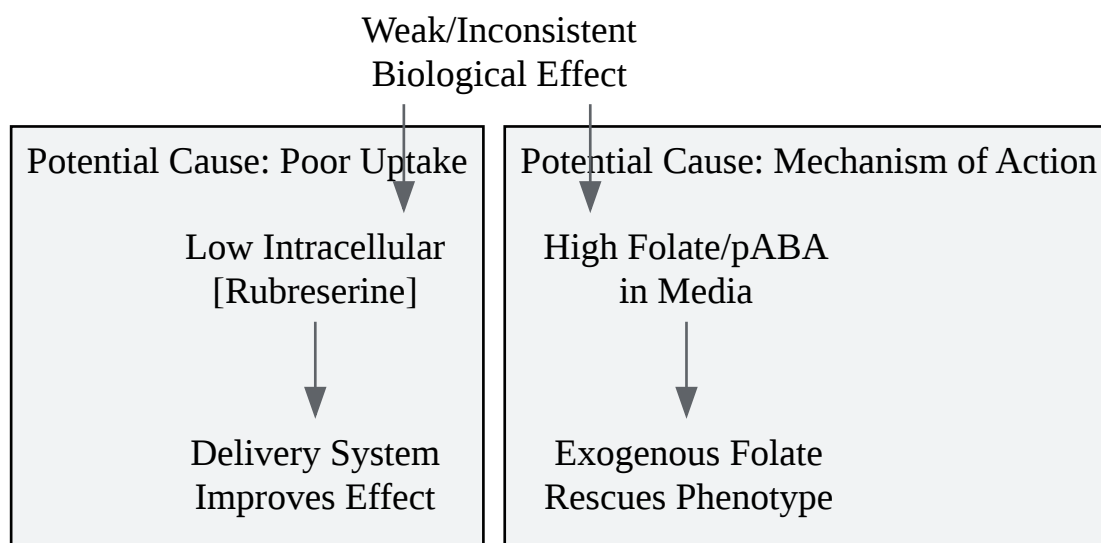 Weak/Inconsistent
Biological Effect
Potential Cause: Poor Uptake
Low Intracellular
[Rubreserine]
Delivery System
Improves Effect
Potential Cause: Mechanism of Action
High Folate/pABA
in Media
Exogenous Folate
Rescues Phenotype